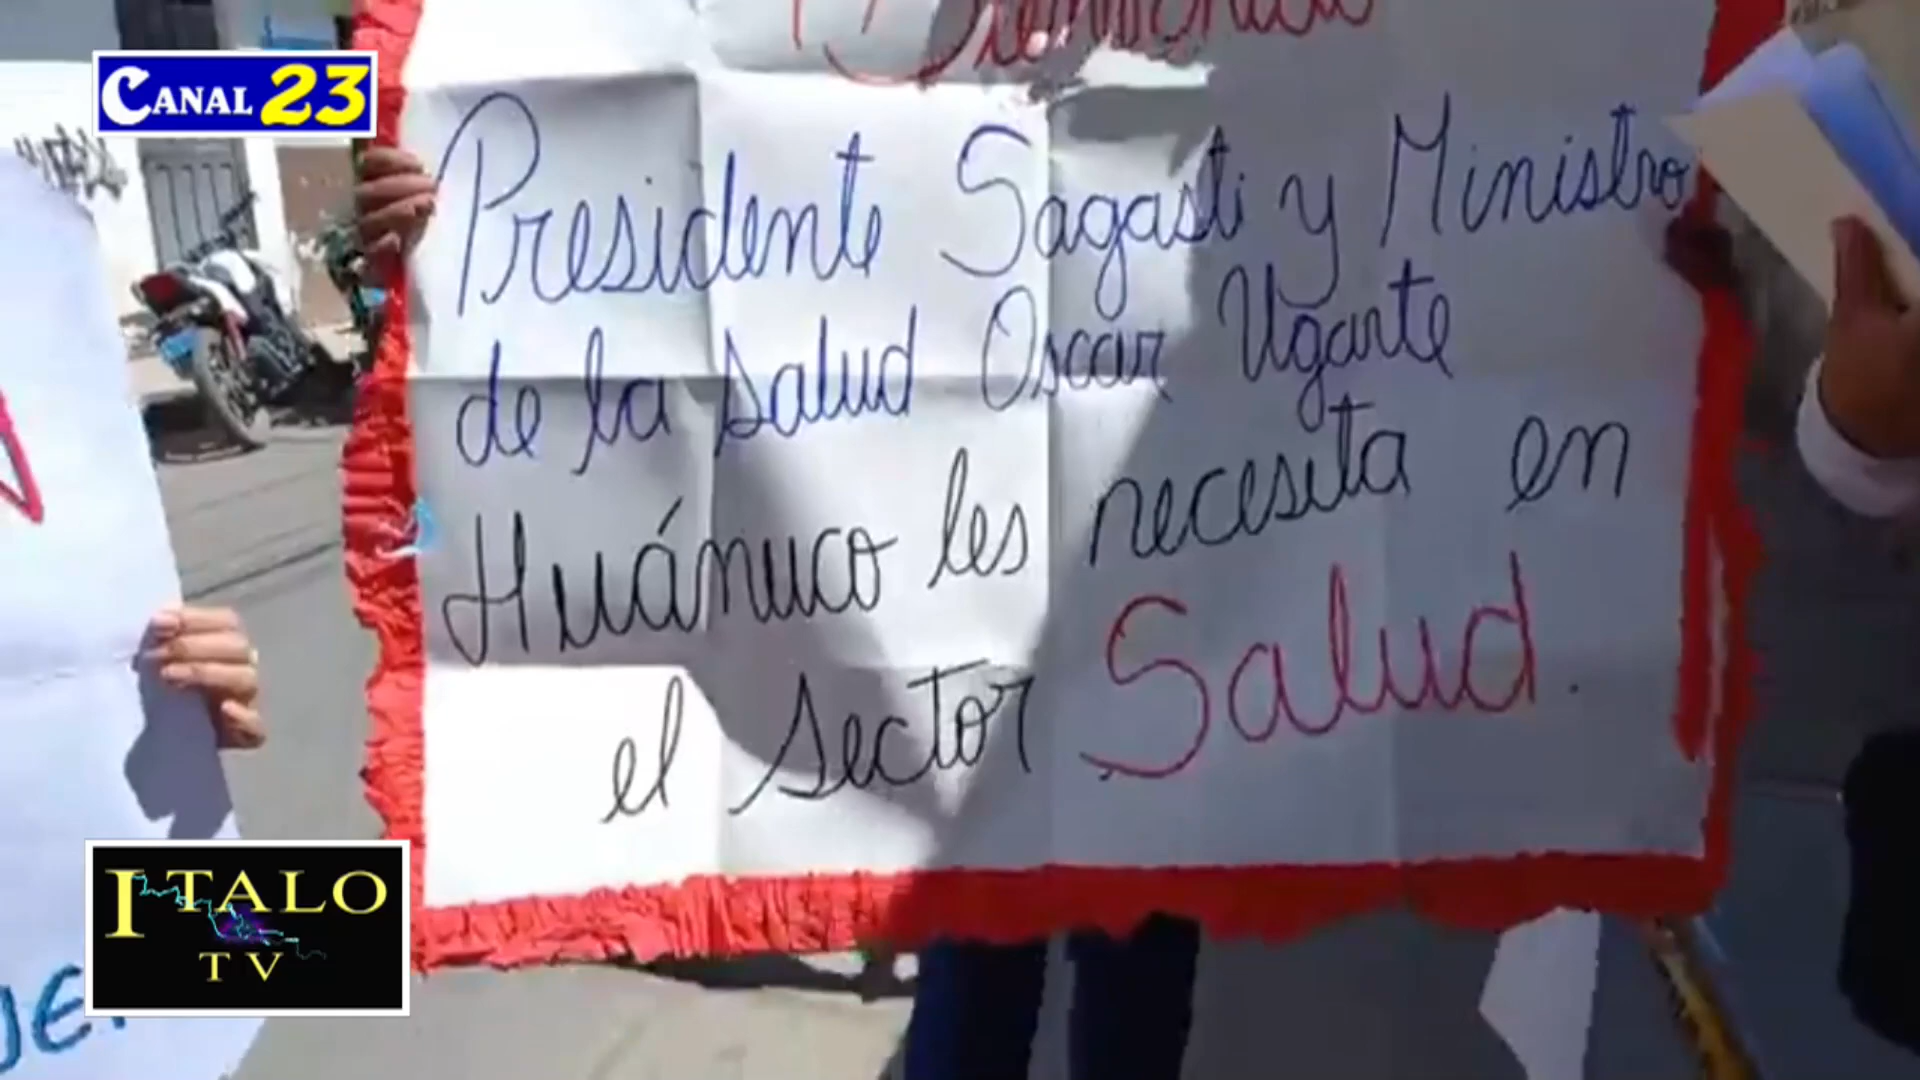 CANAL 23
Presidente Sagasti y Ministro
de la salud Oscar Ugarte
Huánuco les necesita en
el sector Salud.
ITALO
TV